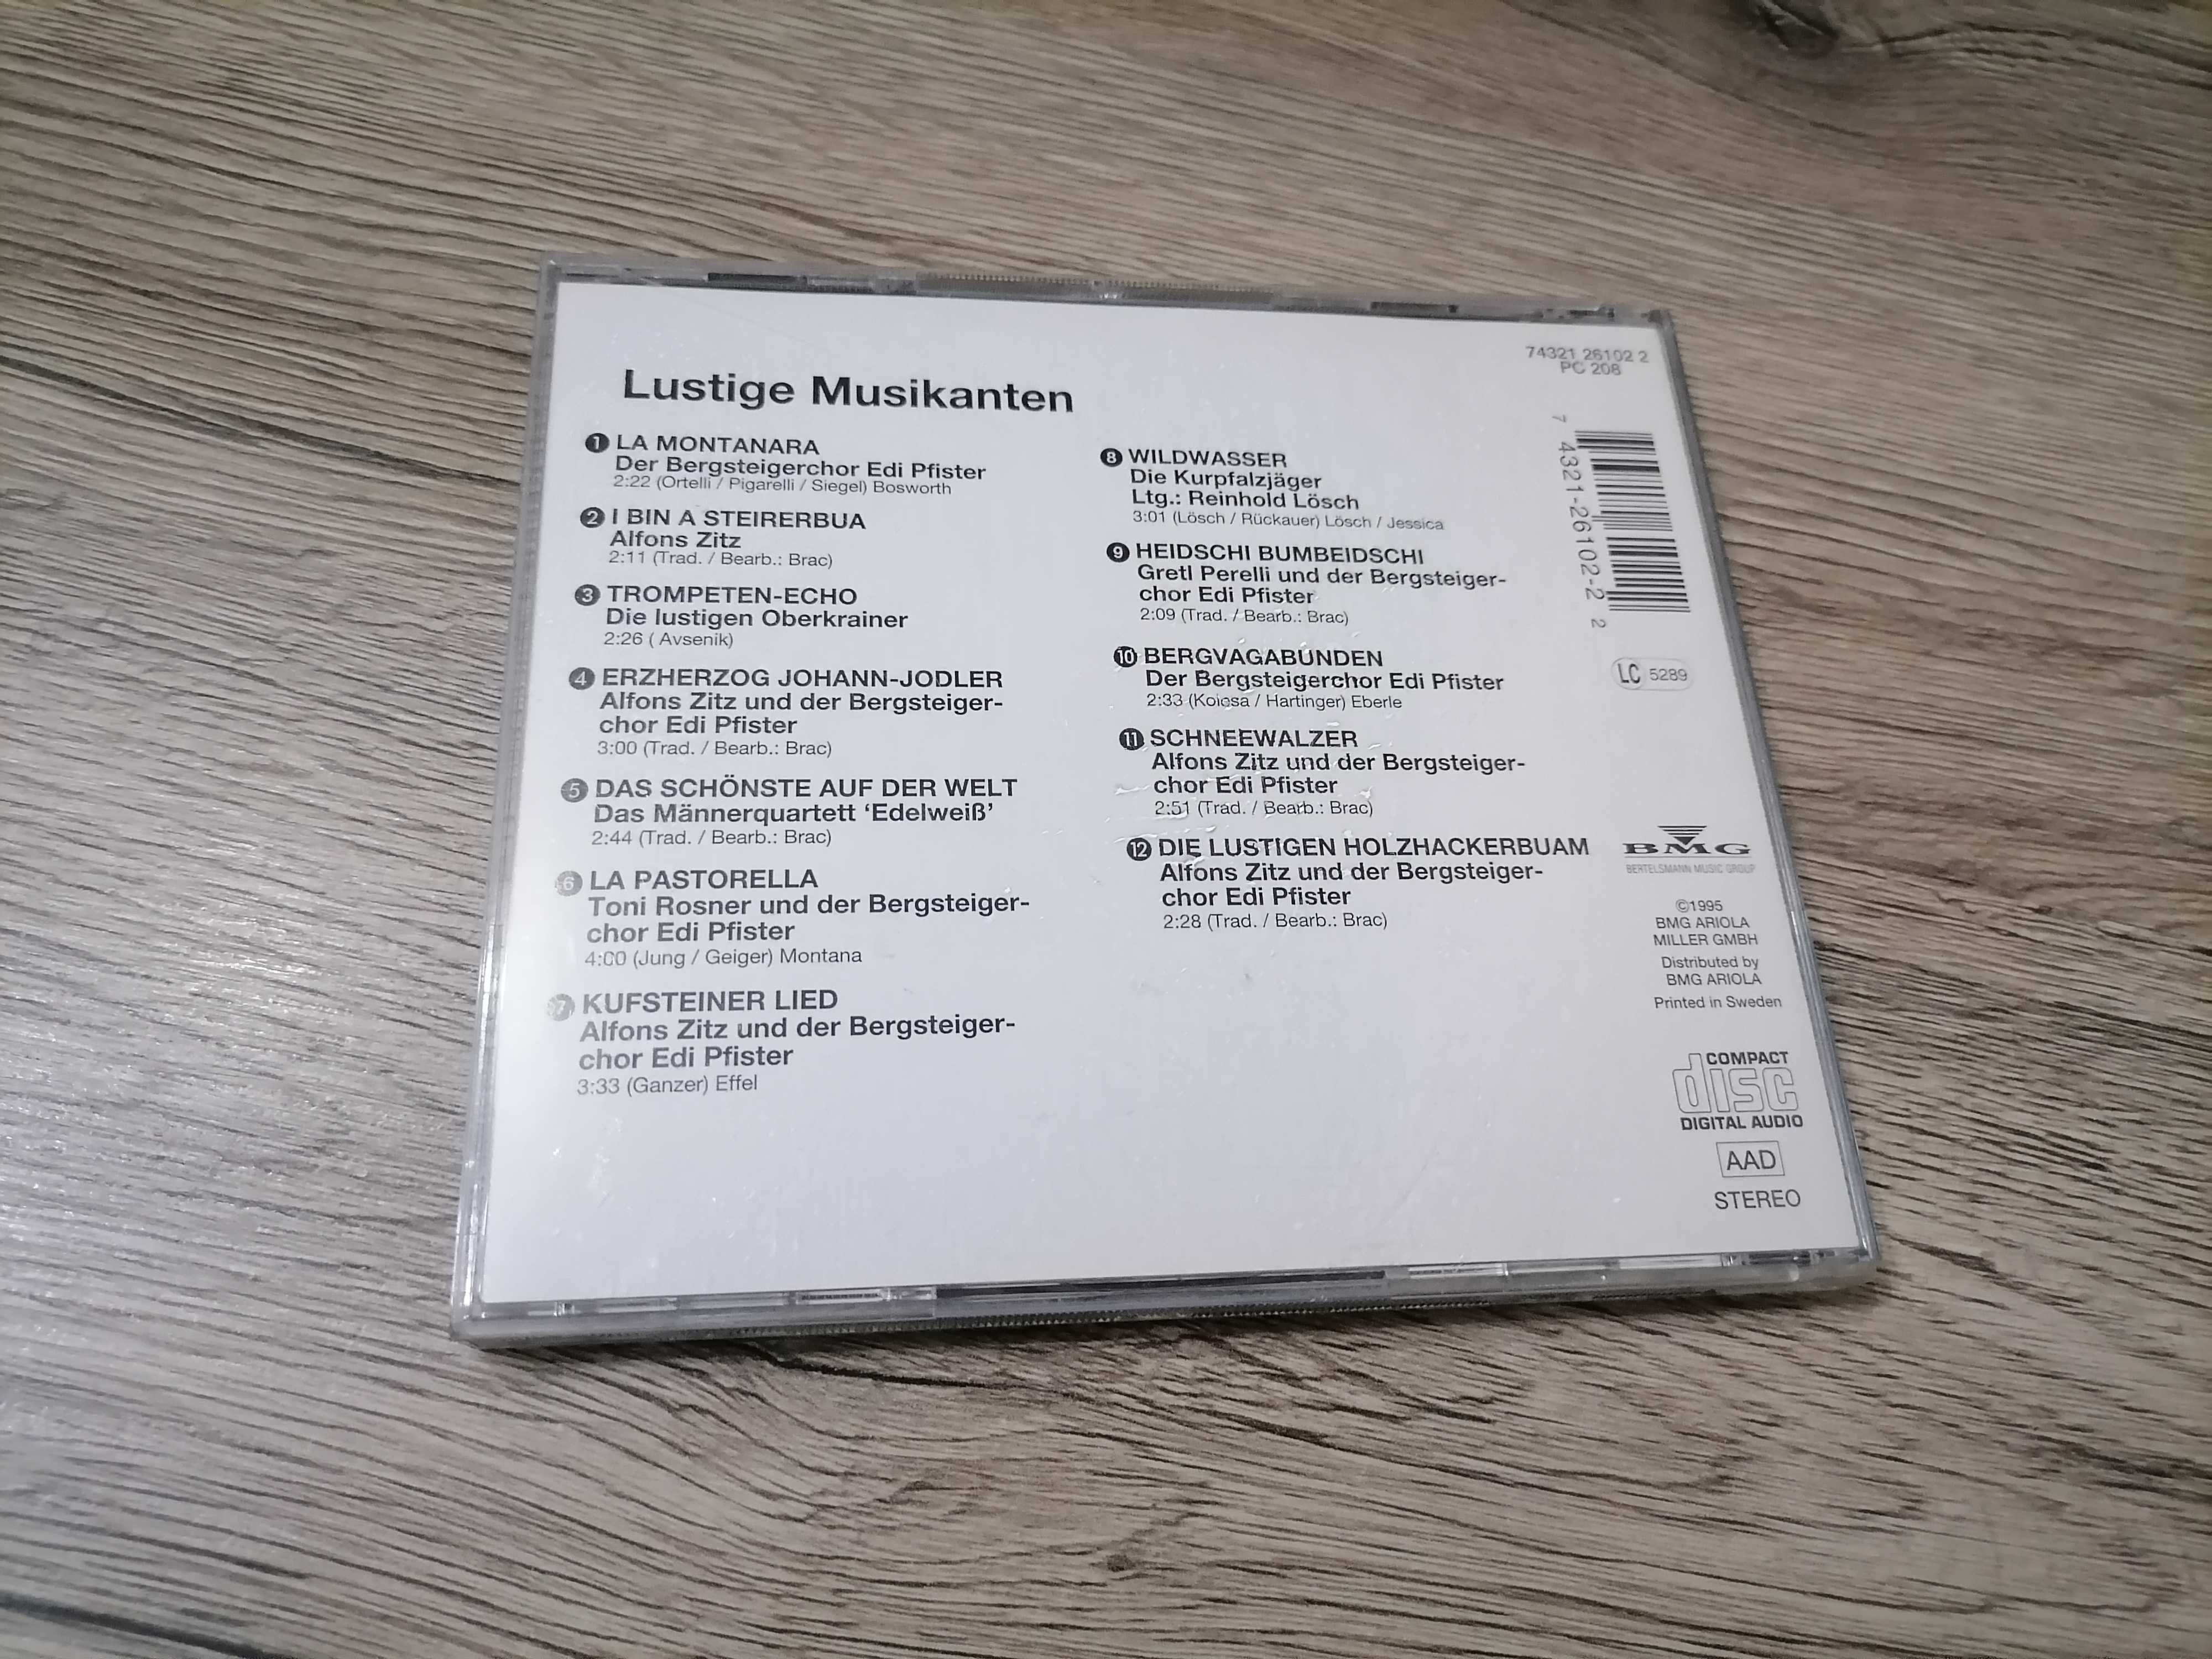 Lustige Musikanten
1 LA MONTANARA
Der Bergsteigerchor Edi Pfister
2:22 (Ortelli / Pigarelli / Siegel) Bosworth
2 I BIN A STEIRERBUA
Alfons Zitz
2:11 (Trad. / Bearb.: Brac)
3 TROMPETEN-ECHO
Die lustigen Oberkrainer
2:26 ( Avsenik)
4 ERZHERZOG JOHANN-JODLER
Alfons Zitz und der Bergsteiger-
chor Edi Pfister
3:00 (Trad. / Bearb.: Brac)
5 DAS SCHÖNSTE AUF DER WELT
Das Männerquartett ‘Edelweiß’
2:44 (Trad. / Bearb.: Brac)
6 LA PASTORELLA
Toni Rosner und der Bergsteiger-
chor Edi Pfister
4:00 (Jung / Geiger) Montana
7 KUFSTEINER LIED
Alfons Zitz und der Bergsteiger-
chor Edi Pfister
3:33 (Ganzer) Effel
8 WILDWASSER
Die Kurpfalzjäger
Ltg.: Reinhold Lösch
3:01 (Lösch / Rückauer) Lösch / Jessica
9 HEIDSCHI BUMBEIDSCHI
Gretl Perelli und der Bergsteiger-
chor Edi Pfister
2:09 (Trad. / Bearb.: Brac)
10 BERGVAGABUNDEN
Der Bergsteigerchor Edi Pfister
2:33 (Koiesa / Hartinger) Eberle
11 SCHNEEWALZER
Alfons Zitz und der Bergsteiger-
chor Edi Pfister
2:51 (Trad. / Bearb.: Brac)
12 DIE LUSTIGEN HOLZHACKERBUAM
Alfons Zitz und der Bergsteiger-
chor Edi Pfister
2:28 (Trad. / Bearb.: Brac)
74321 26102 2
PC 208
7 4321-26102-2 2
LC 5289
BMG
BERTELSMANN MUSIC GROUP
©1995
BMG ARIOLA
MILLER GMBH
Distributed by
BMG ARIOLA
Printed in Sweden
COMPACT
disc
DIGITAL AUDIO
AAD
STEREO